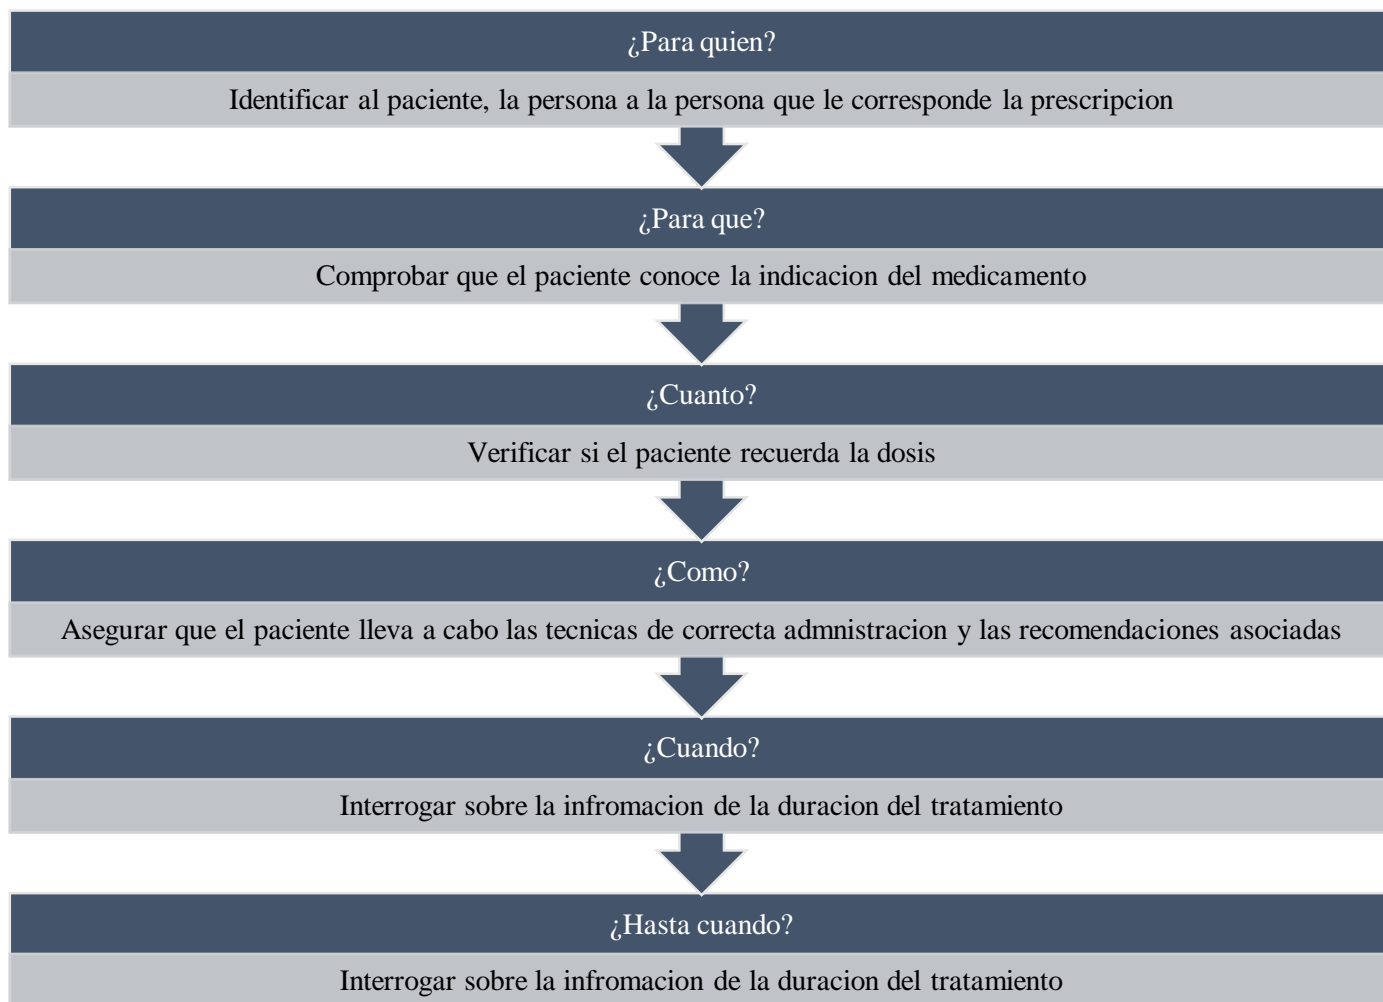 ¿Para quien?
Identificar al paciente, la persona a la persona que le corresponde la prescripcion
¿Para que?
Comprobar que el paciente conoce la indicacion del medicamento
¿Cuanto?
Verificar si el paciente recuerda la dosis
¿Como?
Asegurar que el paciente lleva a cabo las tecnicas de correcta admnistracion y las recomendaciones asociadas
¿Cuando?
Interrogar sobre la infromacion de la duracion del tratamiento
¿Hasta cuando?
Interrogar sobre la infromacion de la duracion del tratamiento